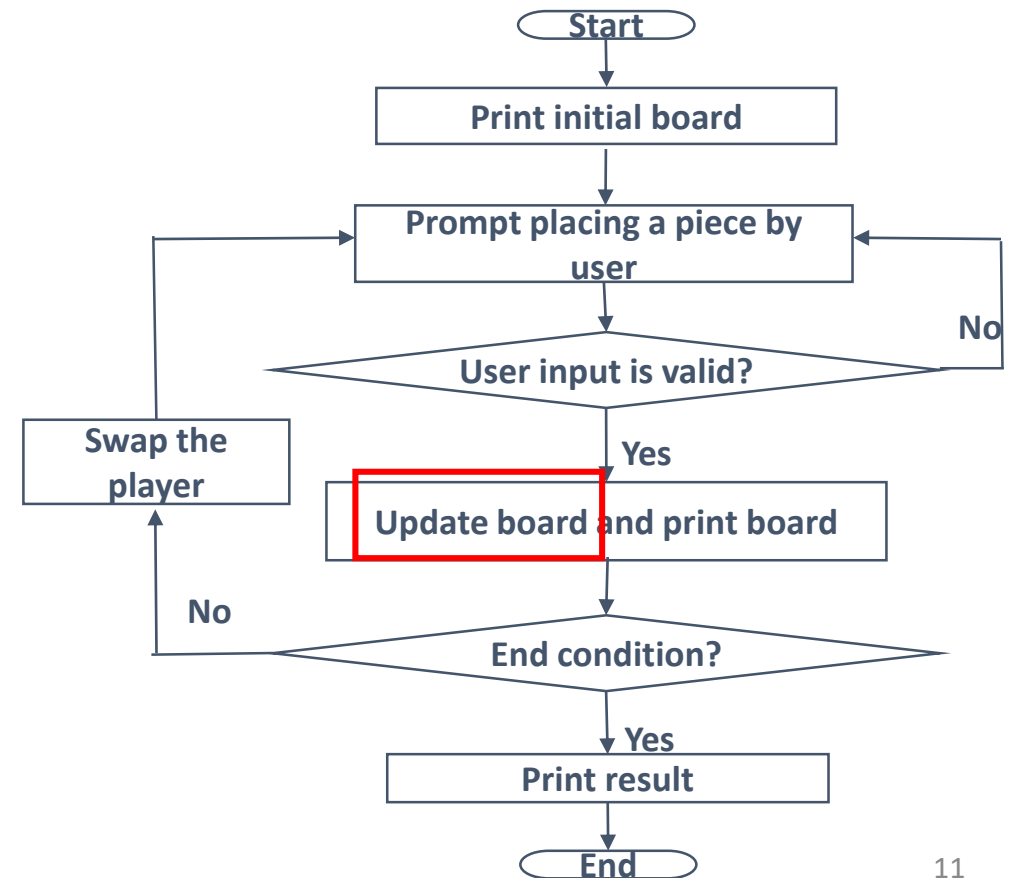 Start
Print initial board
Prompt placing a piece by
user
No
User input is valid?
Swap the
player
Yes
Update board and print board
No
End condition?
Yes
Print result
End
11